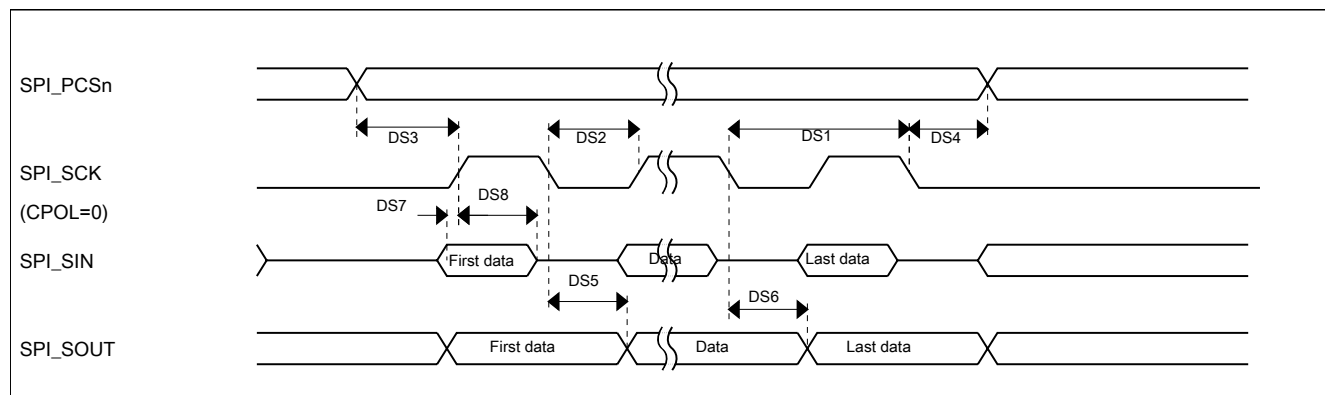 SPI_PCSn
DS3
DS2
DS1
DS4
SPI_SCK
(CPOL=0)
DS7
DS8
SPI_SIN
First data
Data
Last data
DS5
DS6
SPI_SOUT
First data
Data
Last data